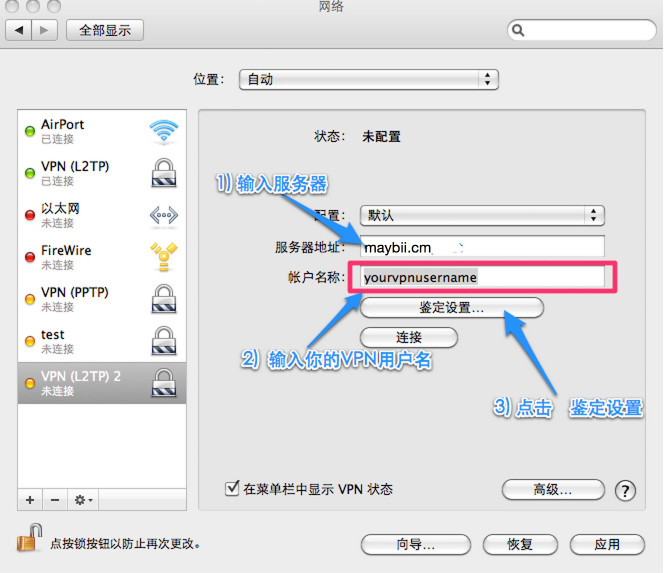 网络
全部显示
位置： 自动
AirPort
已连接
VPN (L2TP)
已连接
以太网
未连接
FireWire
未连接
VPN (PPTP)
未连接
test
未连接
VPN (L2TP) 2
未连接
状态： 未配置
1) 输入服务器
配置： 默认
服务器地址： maybii.cm
帐户名称： yourvpnusername
鉴定设置...
连接
2) 输入你的VPN用户名
3) 点击 鉴定设置
在菜单栏中显示 VPN 状态
高级...
?
点按锁按钮以防止再次更改。
向导...
恢复
应用